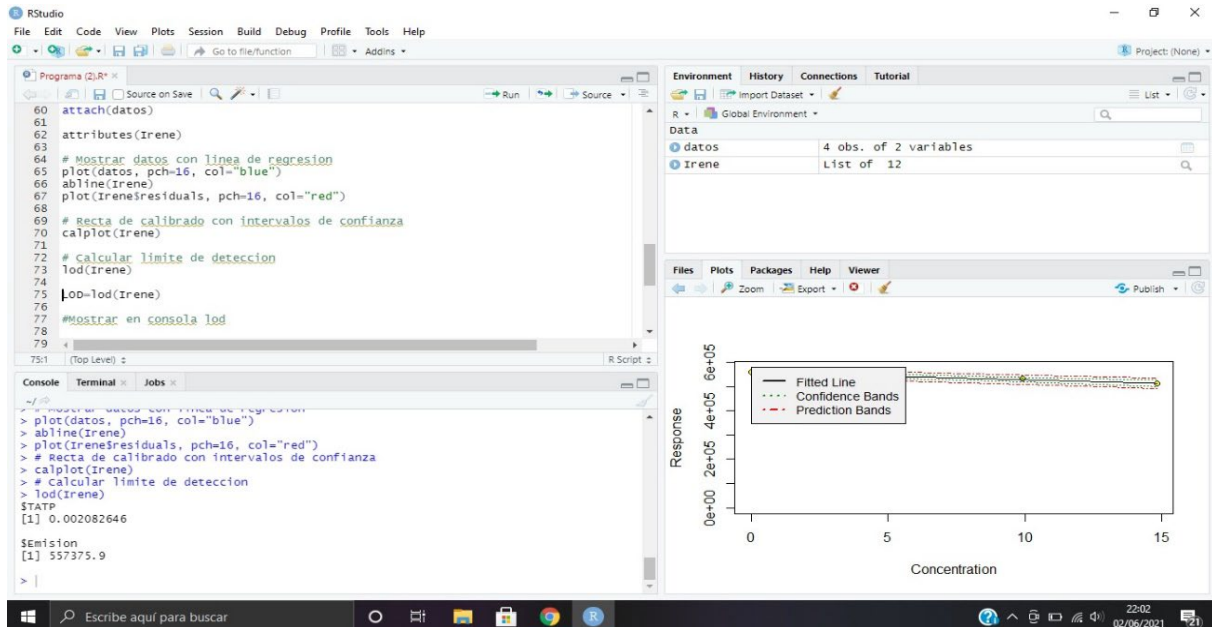 RStudio
File Edit Code View Plots Session Build Debug Profile Tools Help
Go to file/function Addins Project: (None)
Programa (2).R*
Source on Save Run Source
60 attach(datos)
61
62 attributes(Irene)
63
64 # Mostrar datos con linea de regresion
65 plot(datos, pch=16, col="blue")
66 abline(Irene)
67 plot(Irene$residuals, pch=16, col="red")
68
69 # Recta de calibrado con intervalos de confianza
70 calplot(Irene)
71
72 # Calcular limite de deteccion
73 lod(Irene)
74
75 LOD=lod(Irene)
76
77 #Mostrar en consola lod
78
79
75:1 (Top Level) R Script
Console Terminal Jobs
~/
> # Mostrar datos con linea de regresion
> plot(datos, pch=16, col="blue")
> abline(Irene)
> plot(Irene$residuals, pch=16, col="red")
> # Recta de calibrado con intervalos de confianza
> calplot(Irene)
> # Calcular limite de deteccion
> lod(Irene)
$TATP
[1] 0.002082646
$Emision
[1] 557375.9
>
Environment History Connections Tutorial
Import Dataset List
R Global Environment
Data
datos 4 obs. of 2 variables
Irene List of 12
Files Plots Packages Help Viewer
Zoom Export Publish
Fitted Line
Confidence Bands
Prediction Bands
Response
0e+00 2e+05 4e+05 6e+05
0 5 10 15
Concentration
Escribe aquí para buscar
22:02
02/06/2021
21